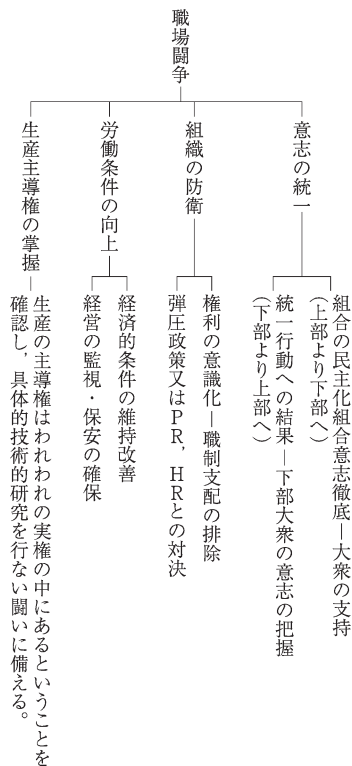 職場闘争
意志の統一
組合の民主化組合意志徹底―大衆の支持
(上部より下部へ)
統一行動への結果―下部大衆の意志の把握
(下部より上部へ)
組織の防衛
権利の意識化―職制支配の排除
弾圧政策又はPR,HRとの対決
労働条件の向上
経済的条件の維持改善
経営の監視・保安の確保
生産主導権の掌握
生産の主導権はわれわれの実権の中にあるということを
確認し,具体的技術的研究を行ない闘いに備える。